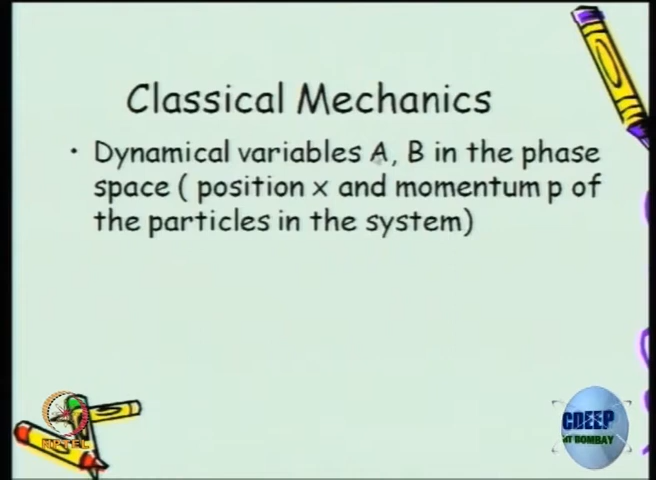 Classical Mechanics
• Dynamical variables A, B in the phase
space ( position x and momentum p of
the particles in the system)
NPTEL
CDEEP
IIT BOMBAY